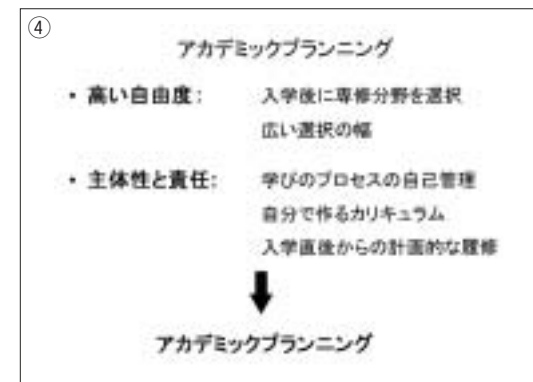 ④
アカデミックプランニング
・高い自由度： 入学後に専修分野を選択
広い選択の幅
・主体性と責任： 学びのプロセスの自己管理
自分で作るカリキュラム
入学直後からの計画的な履修
アカデミックプランニング